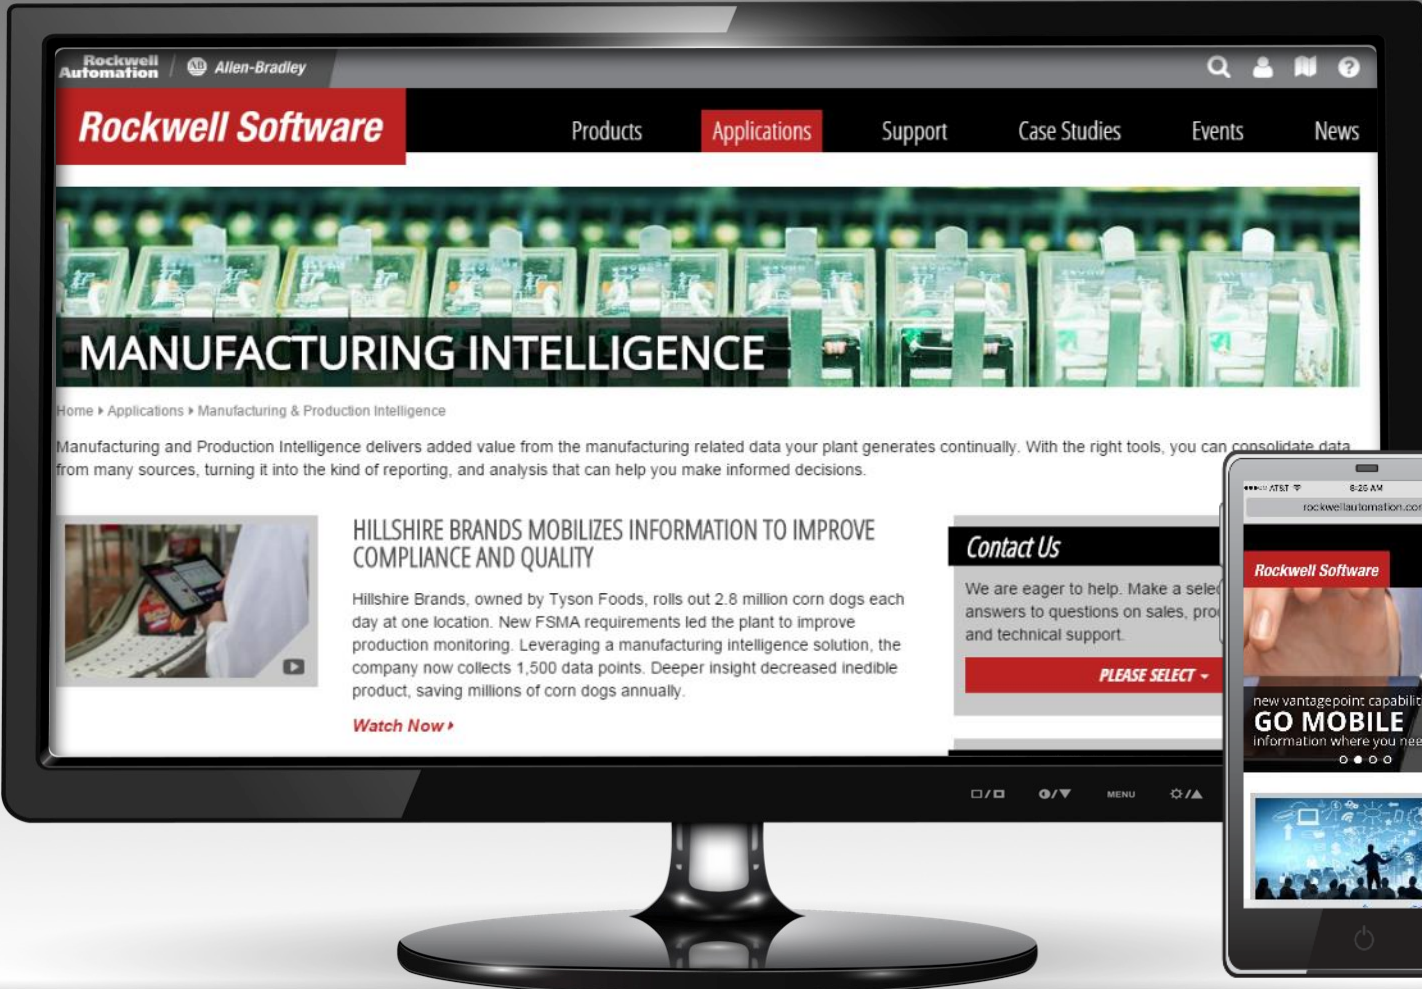 Rockwell
Automation
AB Allen-Bradley
Rockwell Software
Products Applications Support Case Studies Events News
MANUFACTURING INTELLIGENCE
Home Applications Manufacturing & Production Intelligence
Manufacturing and Production Intelligence delivers added value from the manufacturing related data your plant generates continually. With the right tools, you can consolidate data
from many sources, turning it into the kind of reporting, and analysis that can help you make informed decisions.
HILLSHIRE BRANDS MOBILIZES INFORMATION TO IMPROVE
COMPLIANCE AND QUALITY
Hillshire Brands, owned by Tyson Foods, rolls out 2.8 million corn dogs each
day at one location. New FSMA requirements led the plant to improve
production monitoring. Leveraging a manufacturing intelligence solution, the
company now collects 1,500 data points. Deeper insight decreased inedible
product, saving millions of corn dogs annually.
Watch Now
Contact Us
We are eager to help. Make a selec
answers to questions on sales, pro
and technical support.
PLEASE SELECT
MENU
AT&T 8:26 AM
rockwellautomation.com
Rockwell Software
new vantagepoint capabilit
GO MOBILE
information where you nee